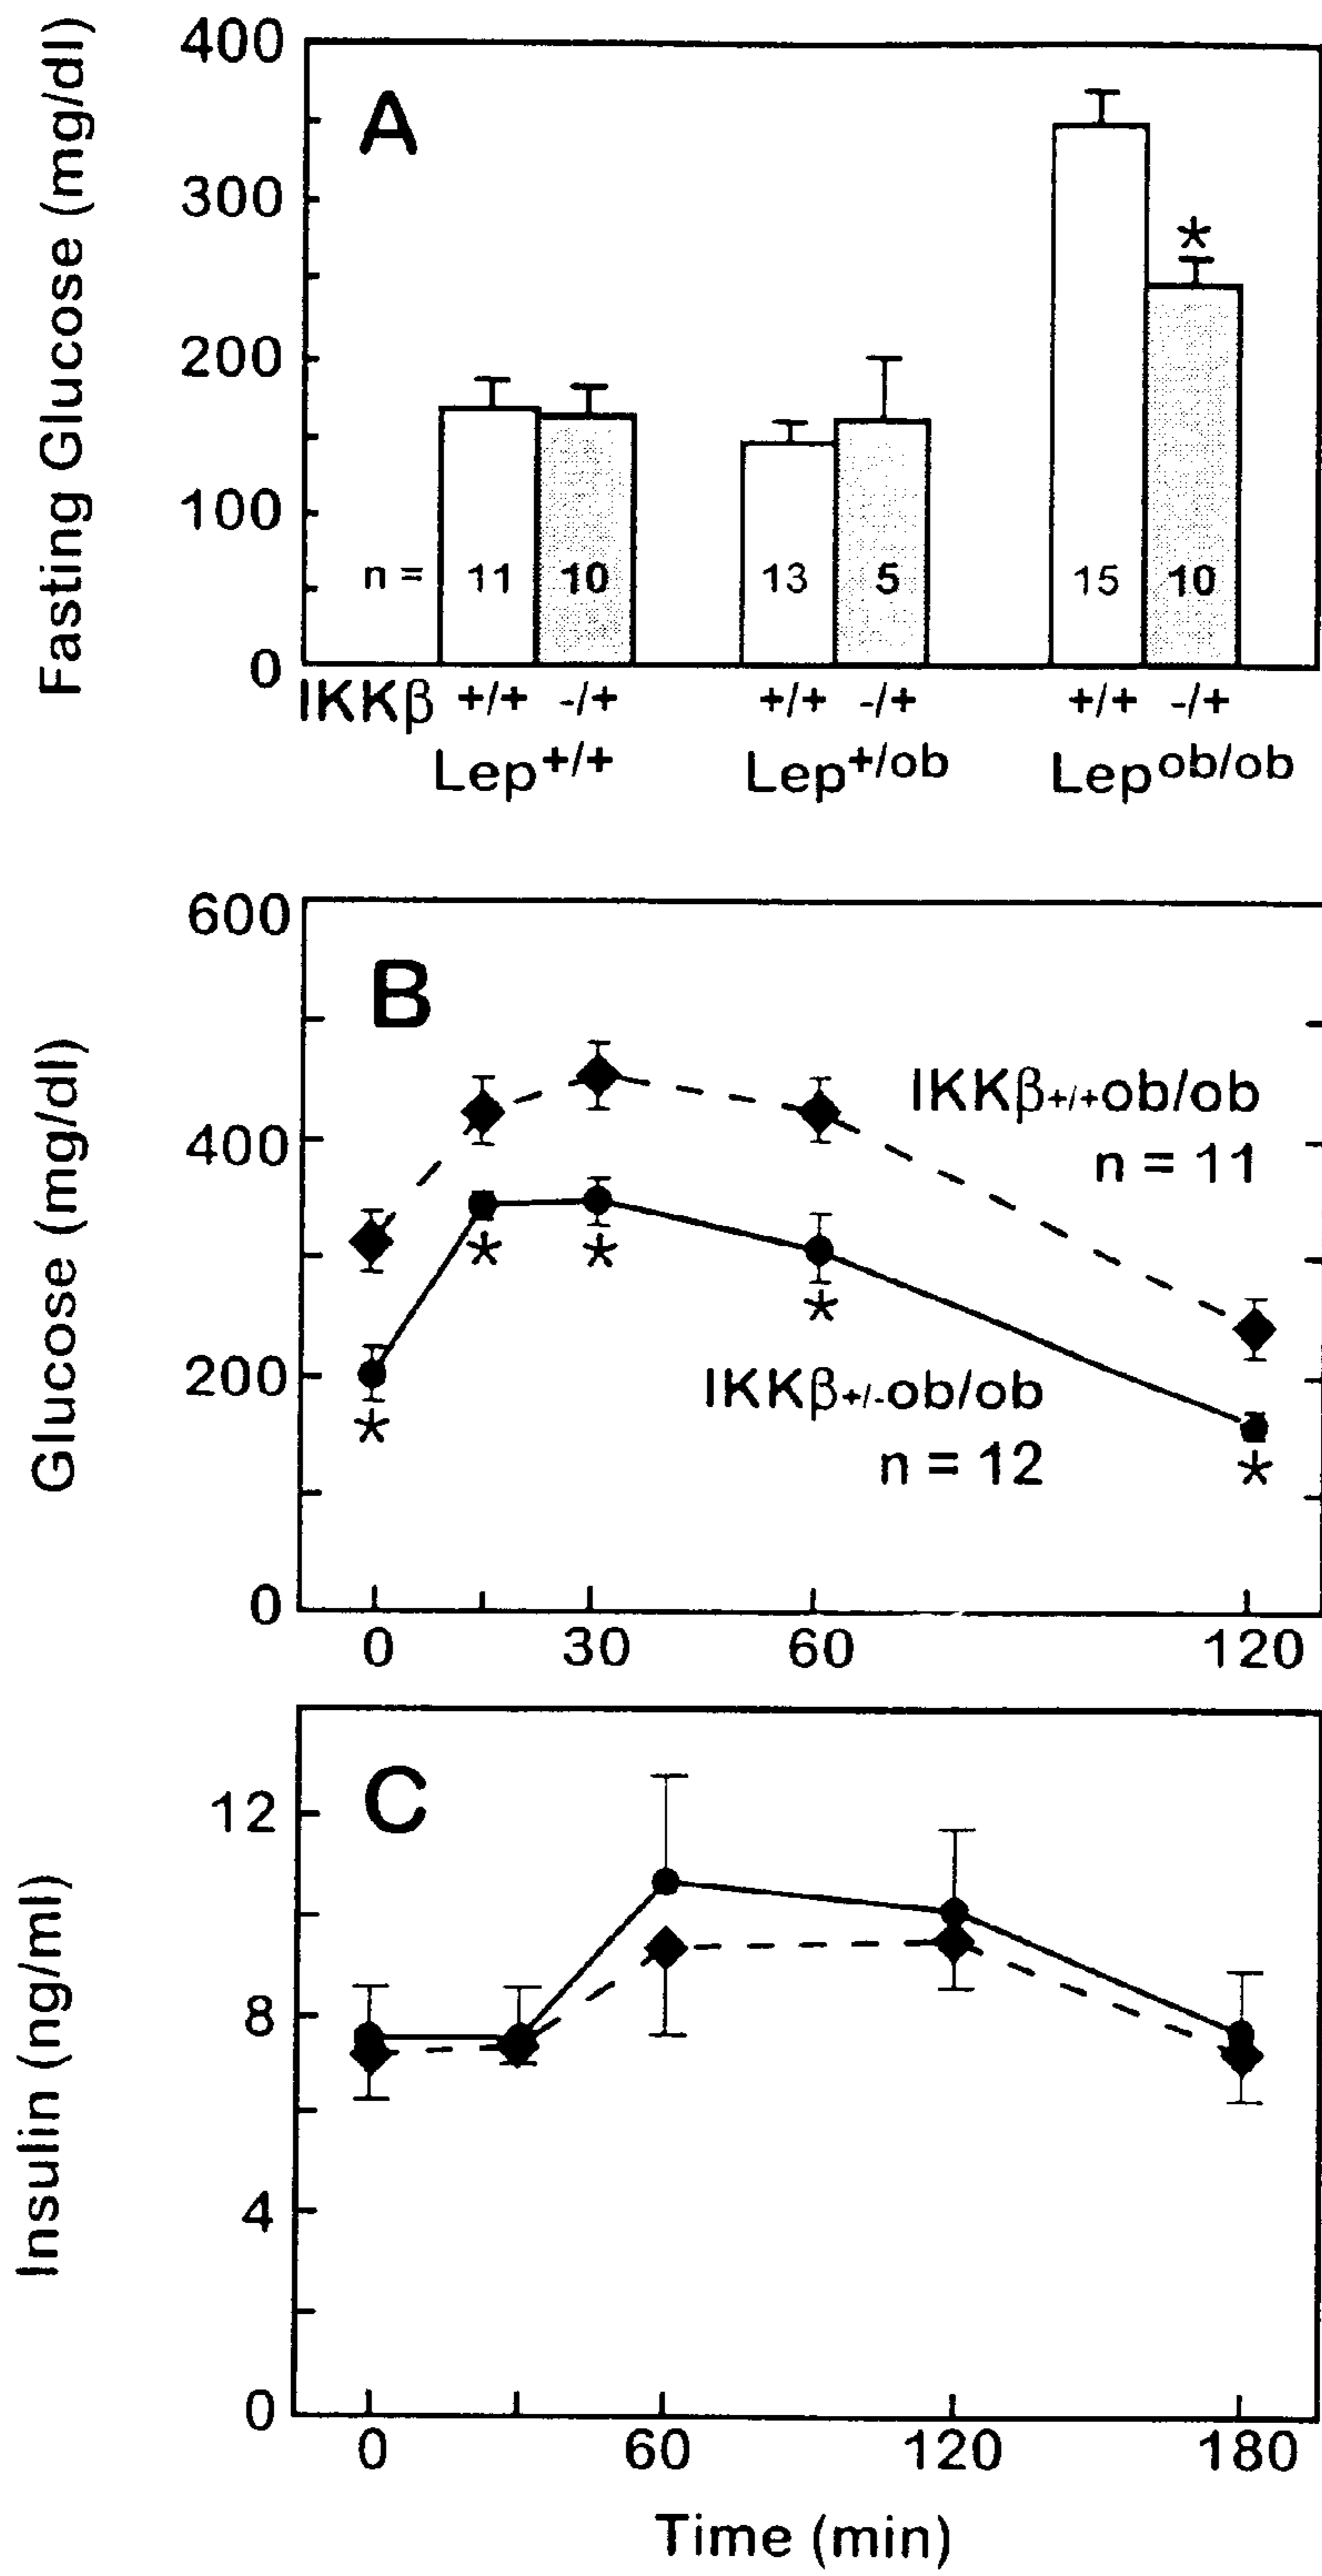 Fasting Glucose (mg/dl)
400
300
200
100
0
A
*
n = 11 10 13 5 15 10
IKKβ +/+ -/+ +/+ -/+ +/+ -/+
Lep+/+ Lep+/ob Lepob/ob
Glucose (mg/dl)
600
400
200
0
B
IKKβ+/+ob/ob
n = 11
* * * * *
IKKβ+/-ob/ob
n = 12
0 30 60 120
Insulin (ng/ml)
12
8
4
0
C
0 60 120 180
Time (min)